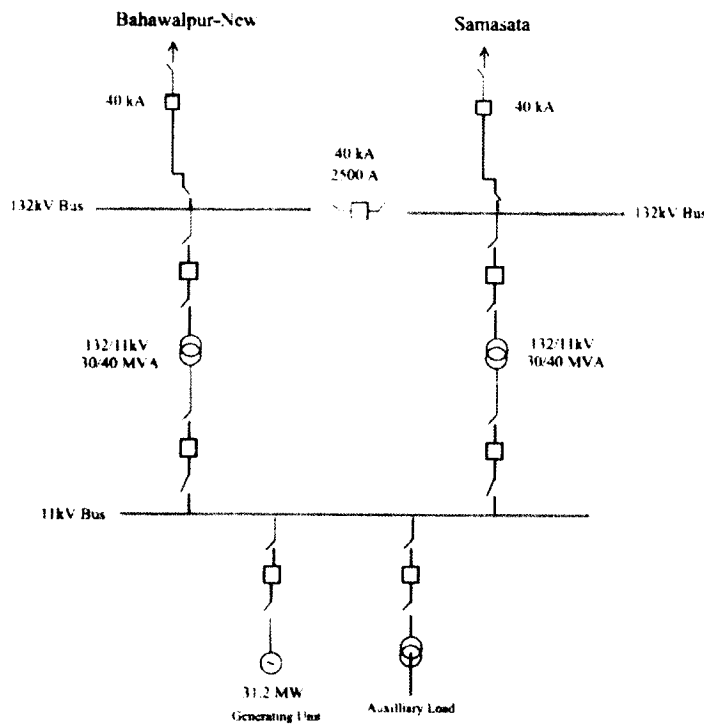 Bahawalpur-New
Samasata
40 kA
40 kA
40 kA
2500 A
132kV Bus
132kV Bus
132/11kV
30/40 MVA
132/11kV
30/40 MVA
11kV Bus
31.2 MW
Generating Unit
Auxilliary Load